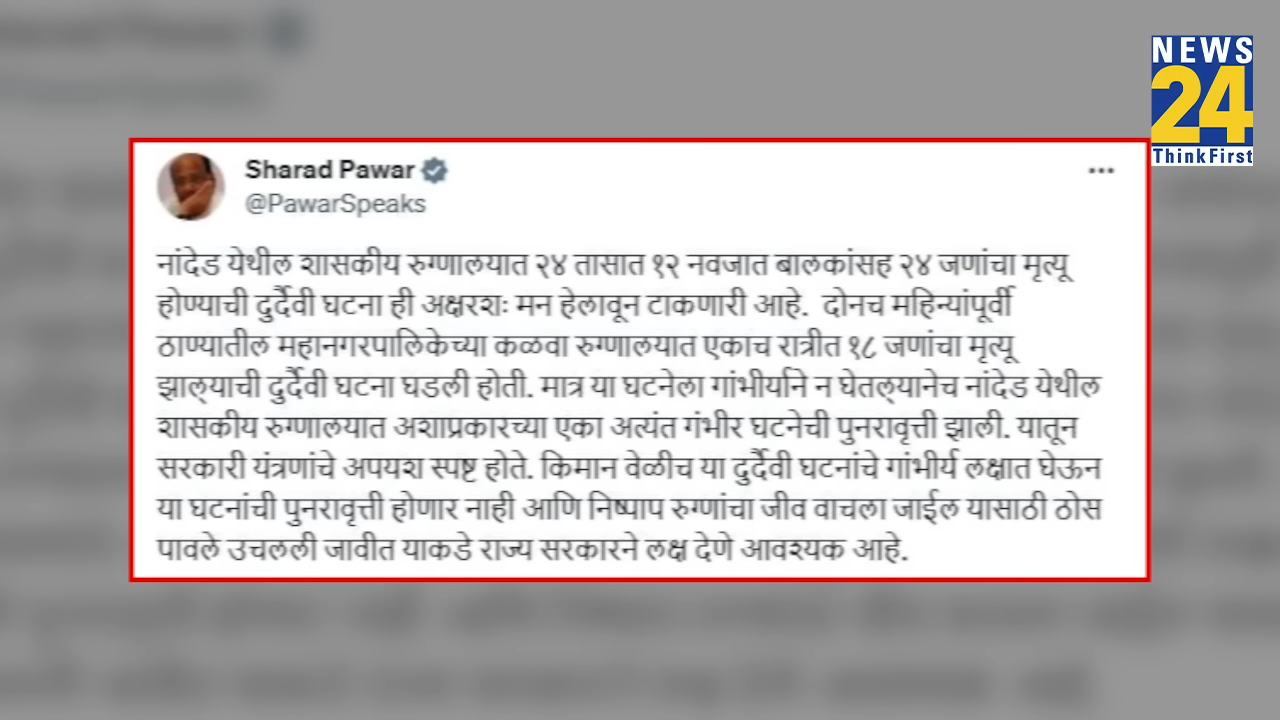 NEWS
24
ThinkFirst
Sharad Pawar
@PawarSpeaks
नांदेड येथील शासकीय रुग्णालयात २४ तासात १२ नवजात बालकांसह २४ जणांचा मृत्यू
होण्याची दुर्दैवी घटना ही अक्षरशः मन हेलावून टाकणारी आहे. दोनच महिन्यांपूर्वी
ठाण्यातील महानगरपालिकेच्या कळवा रुग्णालयात एकाच रात्रीत १८ जणांचा मृत्यू
झाल्याची दुर्दैवी घटना घडली होती. मात्र या घटनेला गांभीर्याने न घेतल्यानेच नांदेड येथील
शासकीय रुग्णालयात अशाप्रकारच्या एका अत्यंत गंभीर घटनेची पुनरावृत्ती झाली. यातून
सरकारी यंत्रणांचे अपयश स्पष्ट होते. किमान वेळीच या दुर्दैवी घटनांचे गांभीर्य लक्षात घेऊन
या घटनांची पुनरावृत्ती होणार नाही आणि निष्पाप रुग्णांचा जीव वाचला जाईल यासाठी ठोस
पावले उचलली जावीत याकडे राज्य सरकारने लक्ष देणे आवश्यक आहे.